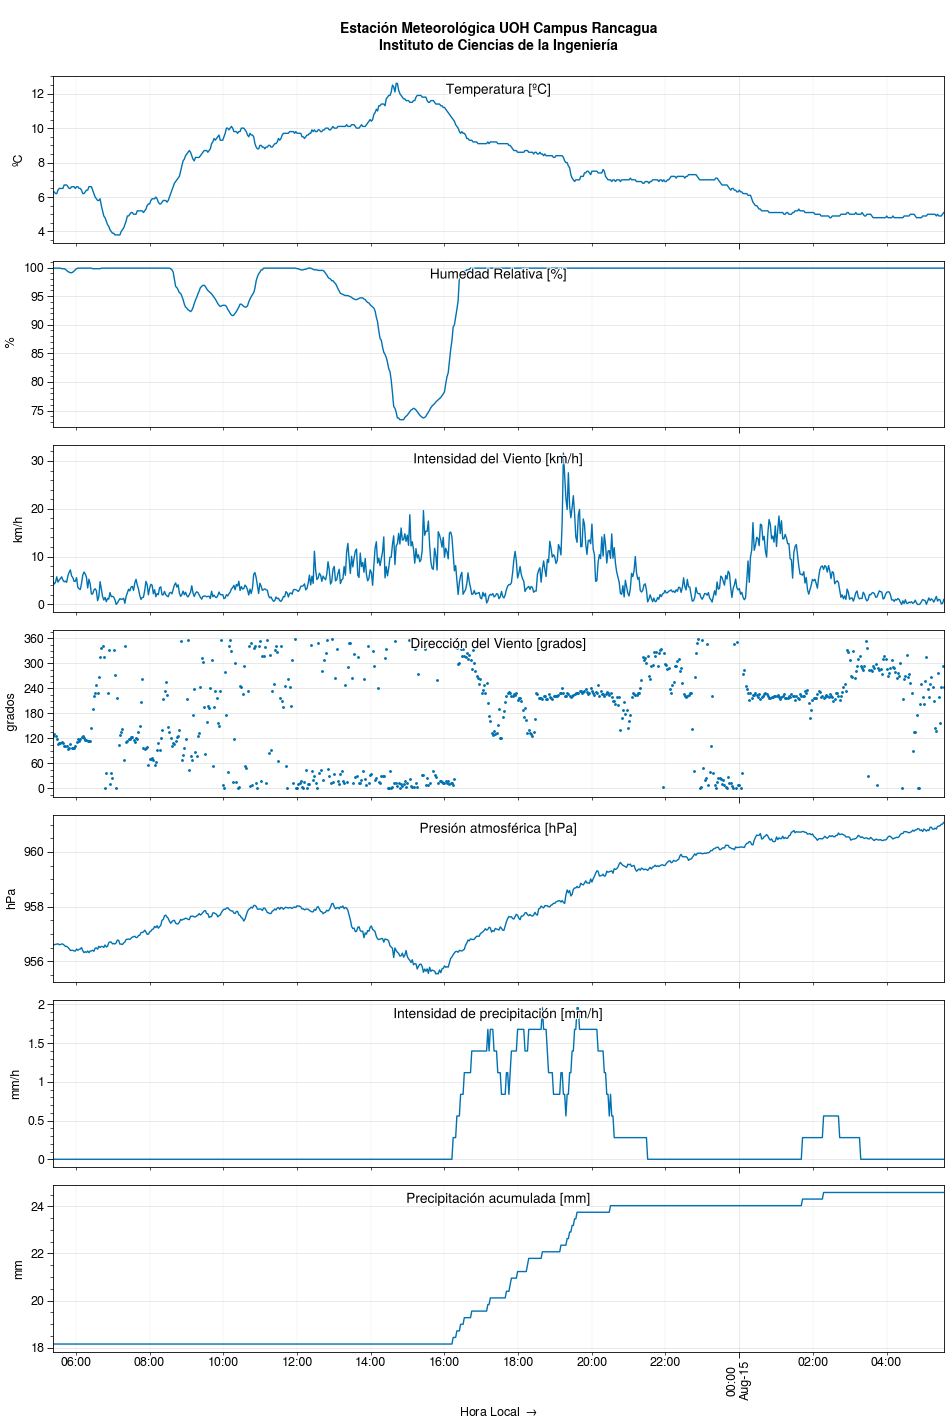 Estación Meteorológica UOH Campus Rancagua
Instituto de Ciencias de la Ingeniería
Temperatura [ºC]
ºC
12
10
8
6
4
Humedad Relativa [%]
%
100
95
90
85
80
75
Intensidad del Viento [km/h]
km/h
30
20
10
0
Dirección del Viento [grados]
grados
360
300
240
180
120
60
0
Presión atmosférica [hPa]
hPa
960
958
956
Intensidad de precipitación [mm/h]
mm/h
2
1.5
1
0.5
0
Precipitación acumulada [mm]
mm
24
22
20
18
06:00 08:00 10:00 12:00 14:00 16:00 18:00 20:00 22:00 00:00 02:00 04:00
Aug-15
Hora Local →